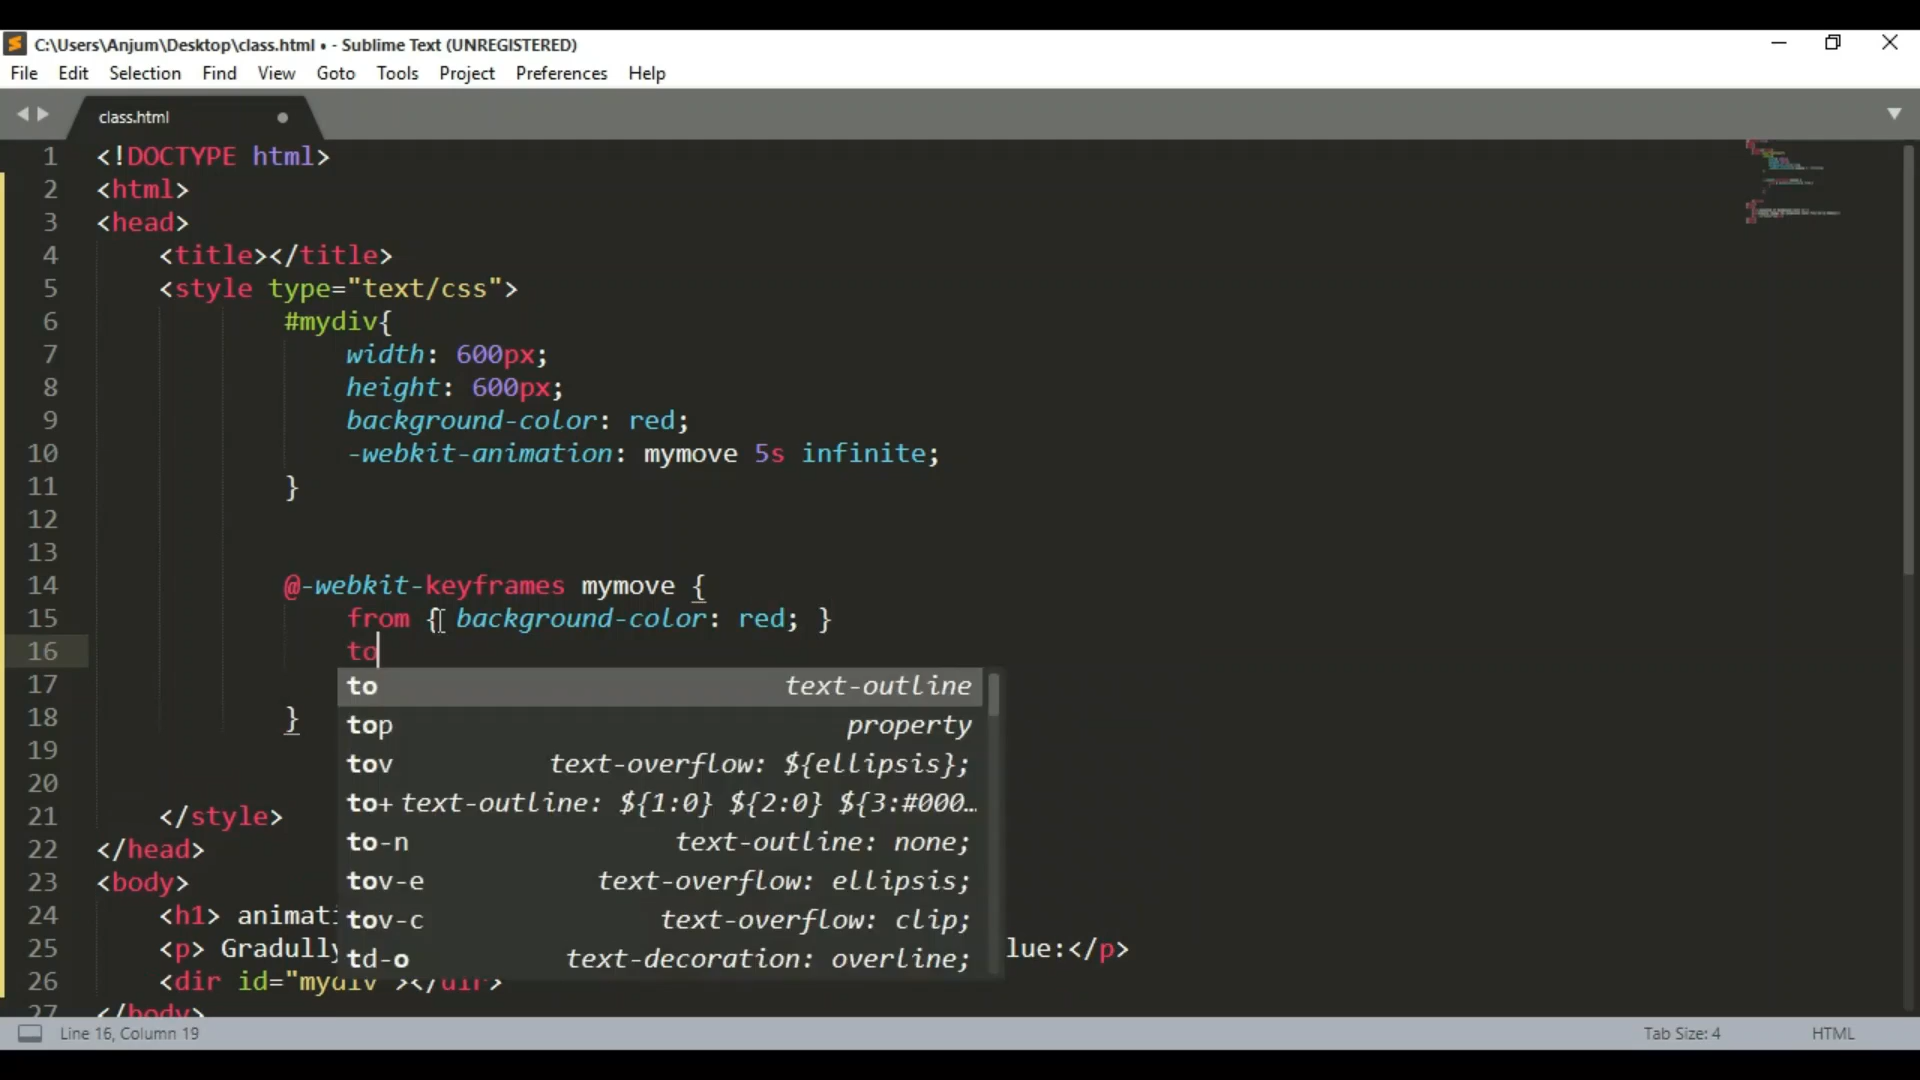 C:\Users\Anjum\Desktop\class.html • - Sublime Text (UNREGISTERED)
File Edit Selection Find View Goto Tools Project Preferences Help
class.html
1 <!DOCTYPE html>
2 <html>
3 <head>
4 <title></title>
5 <style type="text/css">
6 #mydiv{
7 width: 600px;
8 height: 600px;
9 background-color: red;
10 -webkit-animation: mymove 5s infinite;
11 }
12
13
14 @-webkit-keyframes mymove {
15 from { background-color: red; }
16 to
17 to text-outline
18 } top property
19 tov text-overflow: ${ellipsis};
20 to+ text-outline: ${1:0} ${2:0} ${3:#000…
21 </style> to-n text-outline: none;
22 </head>
23 <body> tov-e text-overflow: ellipsis;
24 <h1> animati tov-c text-overflow: clip;
25 <p> Gradully td-o text-decoration: overline; lue:</p>
26 <dir id="mydiv"></dir>
27 </body>
Line 16, Column 19 Tab Size: 4 HTML